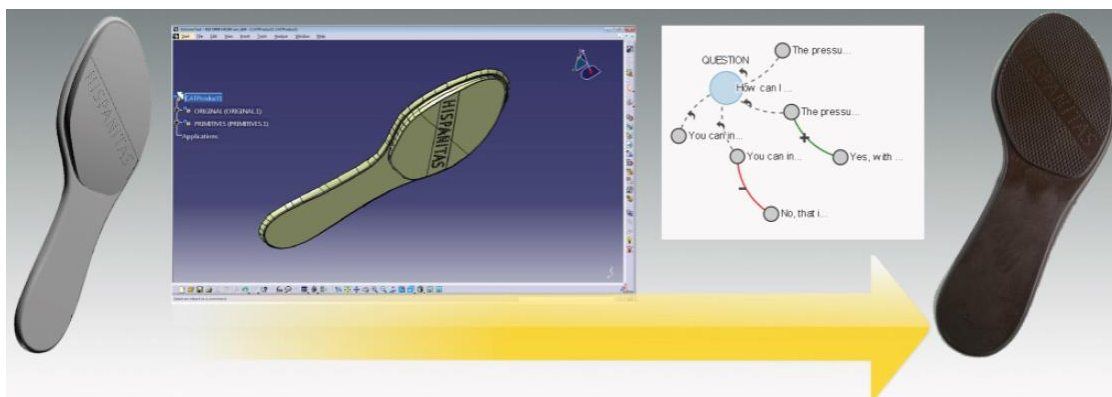 HISPANITAS
CATProduct1
ORIGINAL (ORIGINAL.1)
PRIMITIVES (PRIMITIVES.1)
Applications
HISPANITAS
QUESTION
How can I ...
The pressu...
The pressu...
You can in...
You can in...
Yes, with ...
No, that i...
HISPANITAS